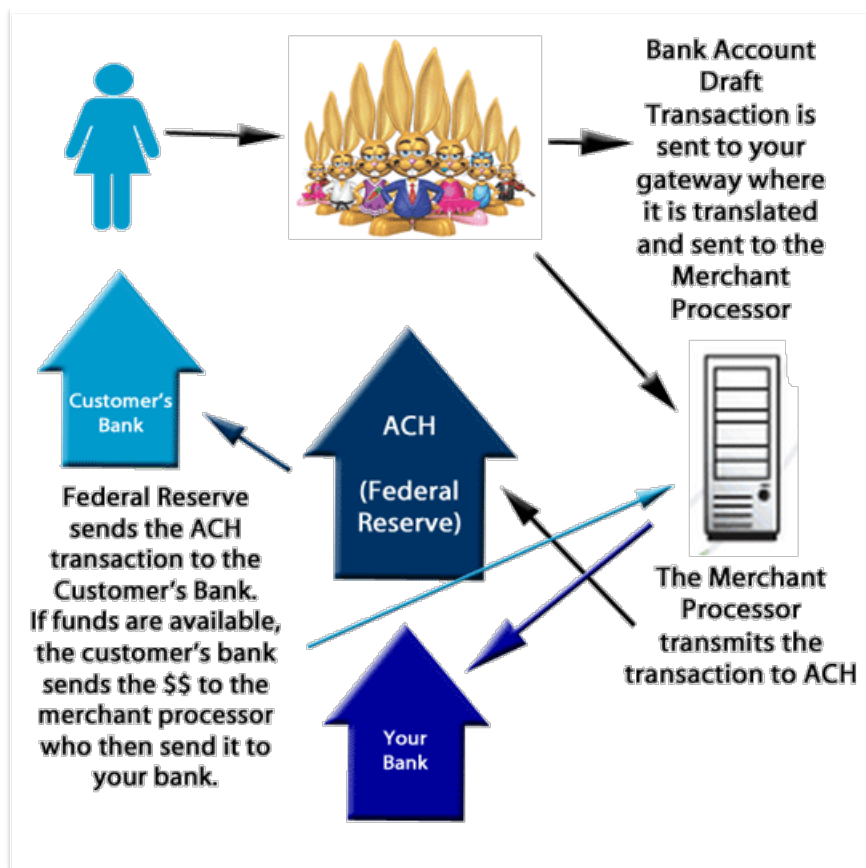 Bank Account
Draft
Transaction is
sent to your
gateway where
it is translated
and sent to the
Merchant
Processor
Customer's
Bank
ACH
(Federal
Reserve)
Federal Reserve
sends the ACH
transaction to the
Customer's Bank.
If funds are available,
the customer's bank
sends the $$ to the
merchant processor
who then send it to
your bank.
The Merchant
Processor
transmits the
transaction to ACH
Your
Bank